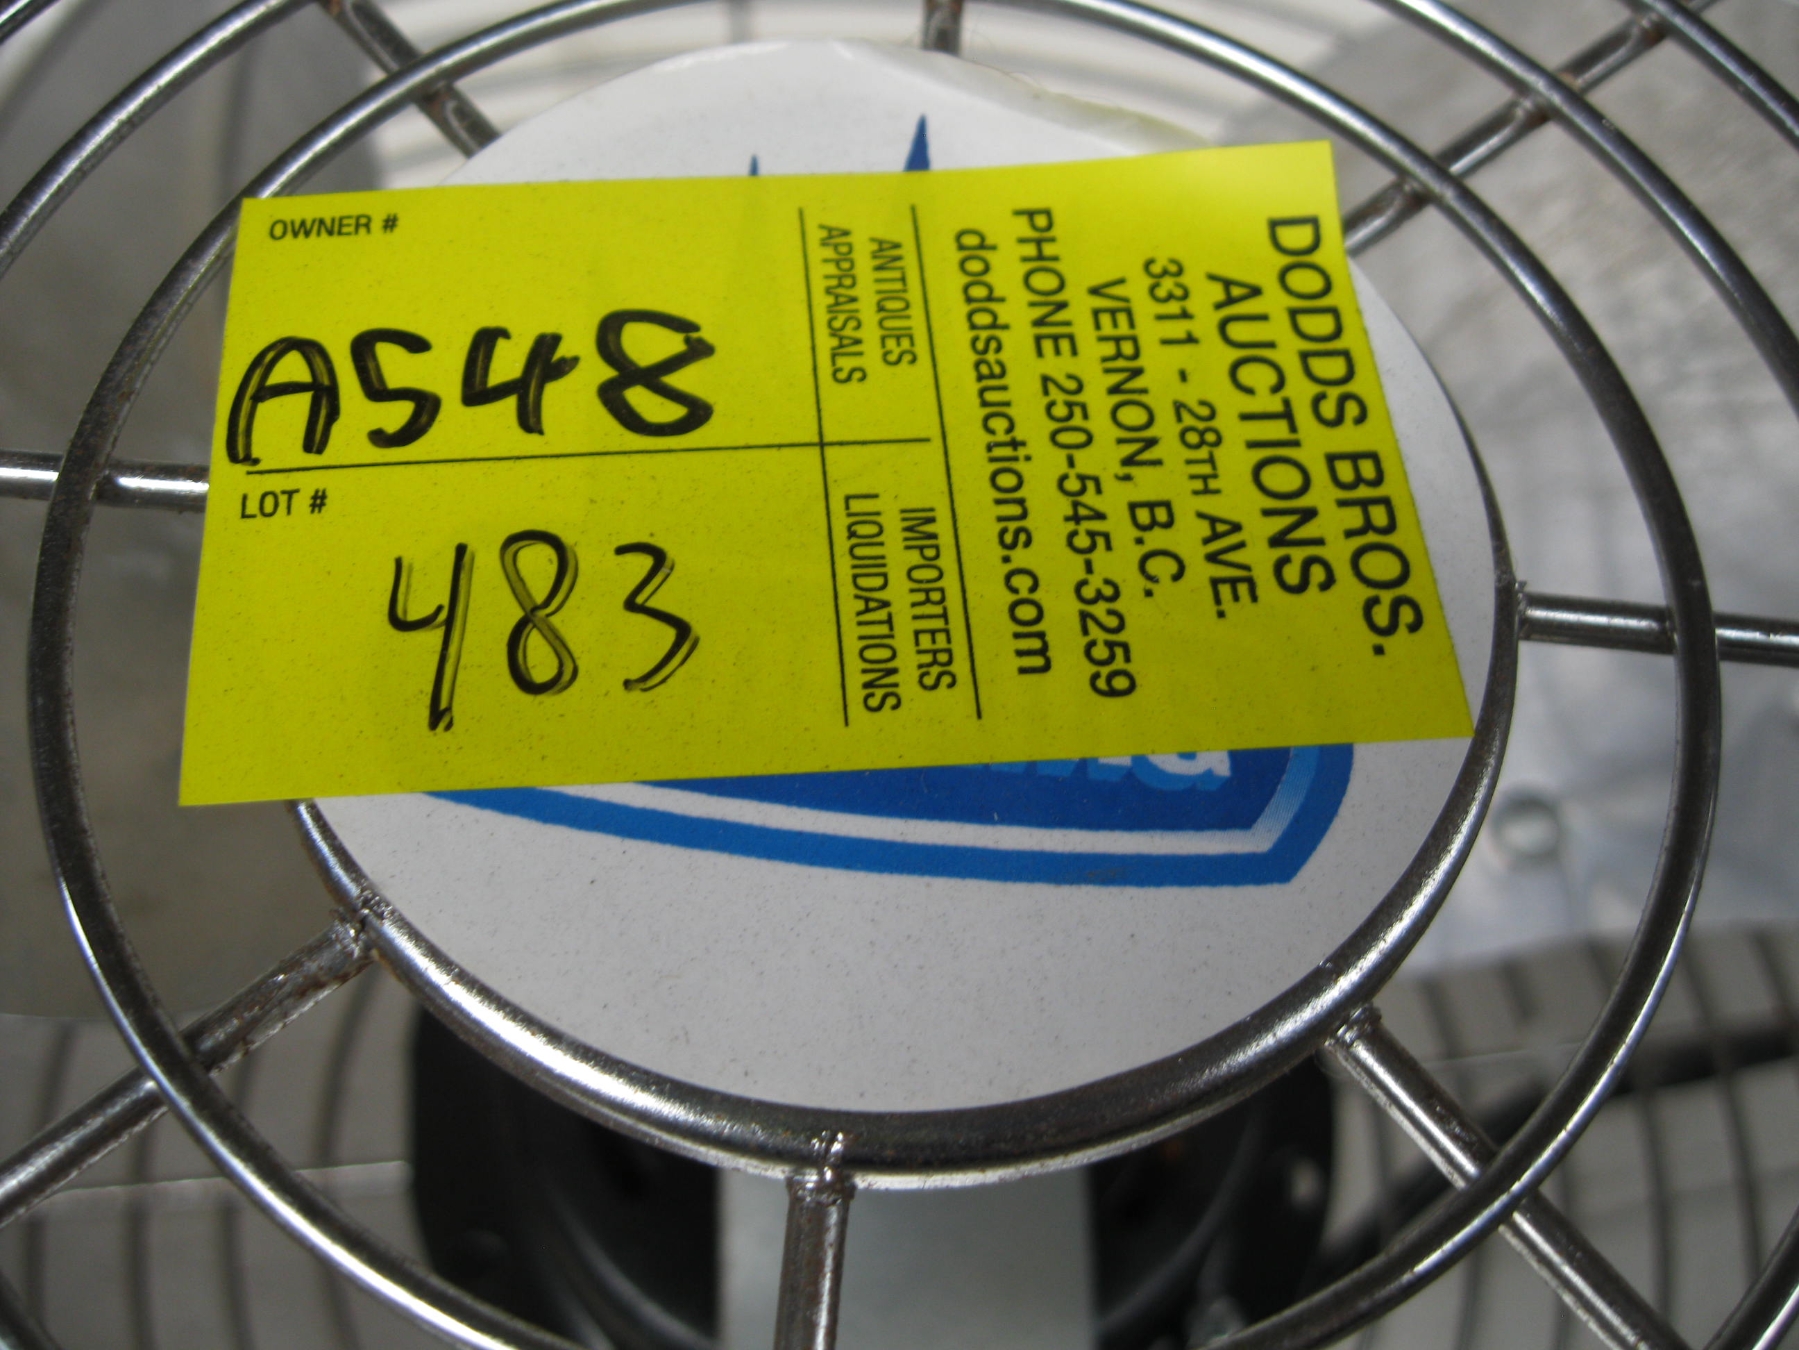 OWNER #
A548
LOT #
483
ANTIQUES
APPRAISALS
IMPORTERS
LIQUIDATIONS
DODDS BROS.
AUCTIONS
3311 - 28TH AVE.
VERNON, B.C.
PHONE 250-545-3259
doddsauctions.com